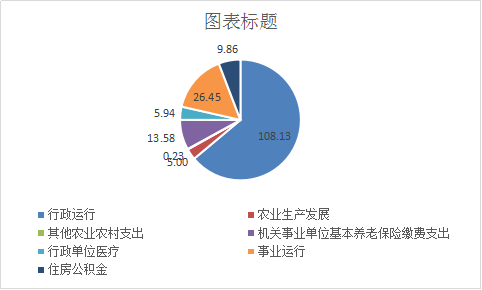 图表标题
9.86
26.45
5.94
108.13
13.58
0.23
5.00
行政运行
农业生产发展
其他农业农村支出
机关事业单位基本养老保险缴费支出
行政单位医疗
事业运行
住房公积金